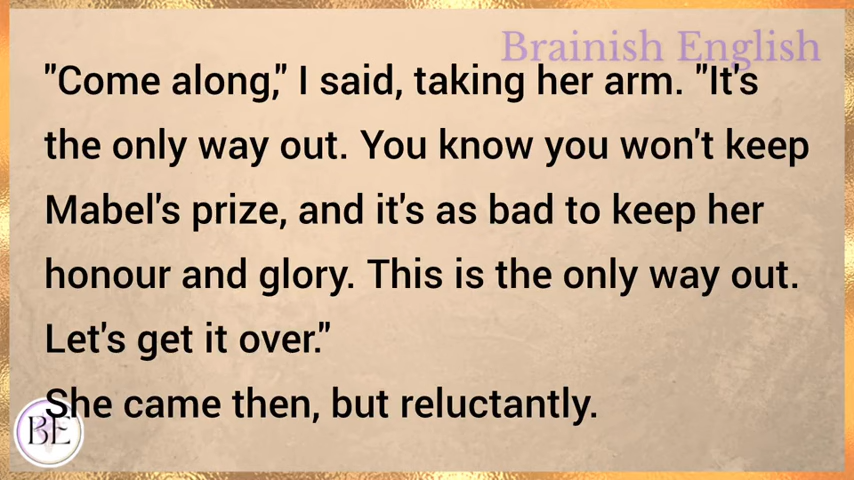 Brainish English
"Come along," I said, taking her arm. "It's
the only way out. You know you won't keep
Mabel's prize, and it's as bad to keep her
honour and glory. This is the only way out.
Let's get it over."
She came then, but reluctantly.
BE